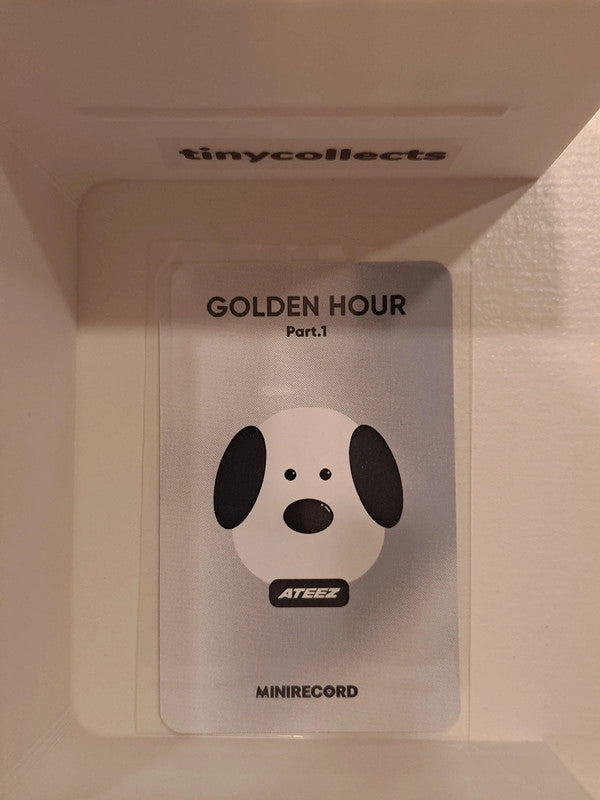 tinycollects
GOLDEN HOUR
Part.1
ATEEZ
MINIRECORD